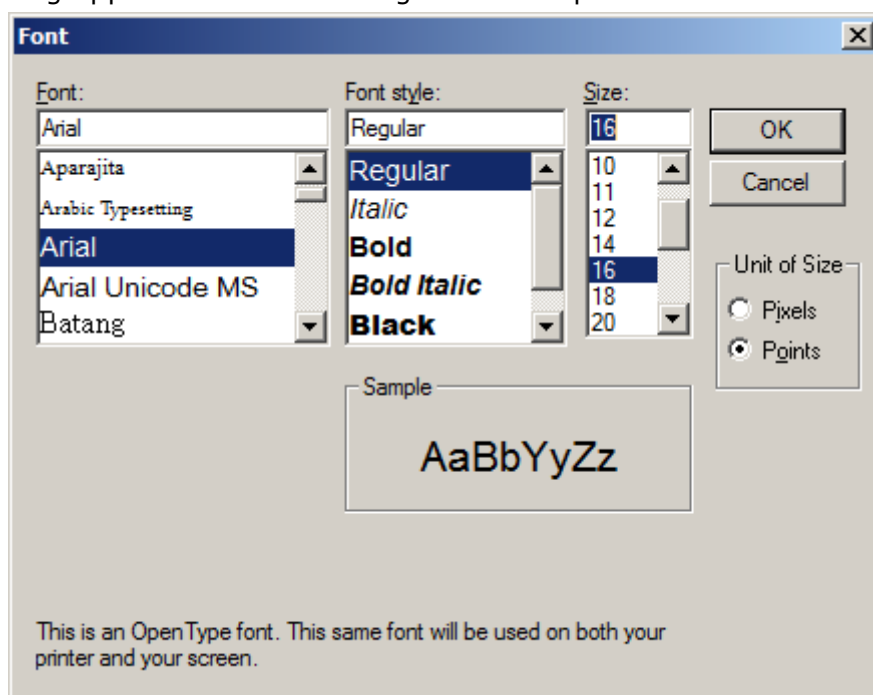 Font
Font:
Font style:
Size:
Arial
Regular
16
OK
Aparajita
Arabic Typesetting
Arial
Arial Unicode MS
Batang
Regular
Italic
Bold
Bold Italic
Black
10
11
12
14
16
18
20
Cancel
Unit of Size
Pixels
Points
Sample
AaBbYyZz
This is an OpenType font. This same font will be used on both your
printer and your screen.